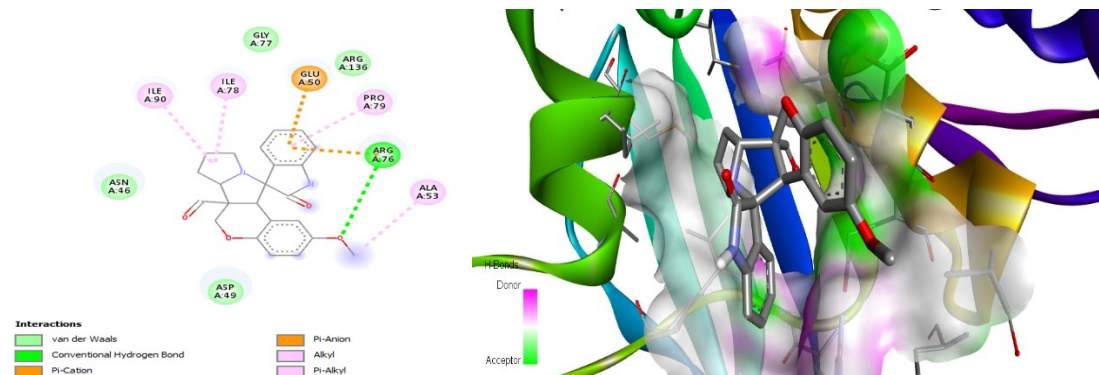 GLY
A:77
ARG
A:136
GLU
A:50
ILE
A:78
ILE
A:90
PRO
A:79
ARG
A:76
ALA
A:53
ASN
A:46
ASP
A:49
N
O
O
O
O
Interactions
van der Waals
Conventional Hydrogen Bond
Pi-Cation
Pi-Anion
Alkyl
Pi-Alkyl
H-Bonds
Donor
Acceptor